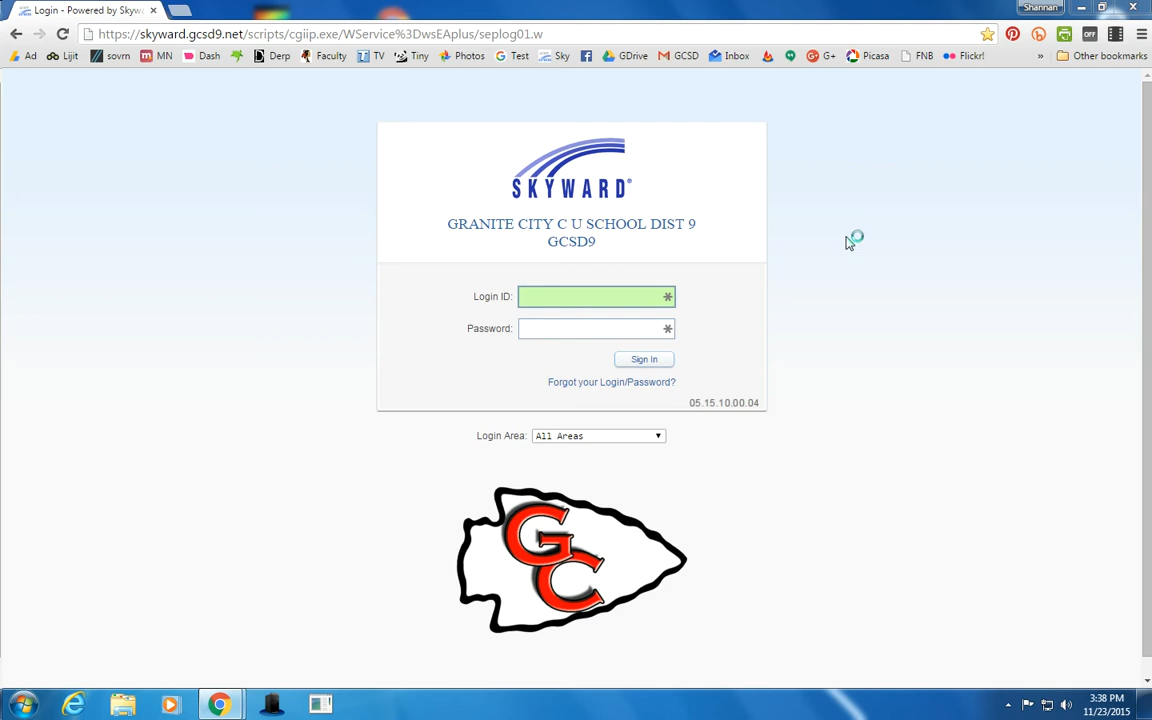 Login - Powered by Skyw
Shannan
https://skyward.gcsd9.net/scripts/cgiip.exe/WService%3DwsEAplus/seplog01.w
Ad Lijit sovrn MN Dash Derp Faculty TV Tiny Photos Test Sky GDrive GCSD Inbox G+ Picasa FNB Flickr! » Other bookmarks
SKYWARD®
GRANITE CITY C U SCHOOL DIST 9
GCSD9
Login ID:
Password:
Sign In
Forgot your Login/Password?
05.15.10.00.04
Login Area: All Areas
GC
3:38 PM
11/23/2015